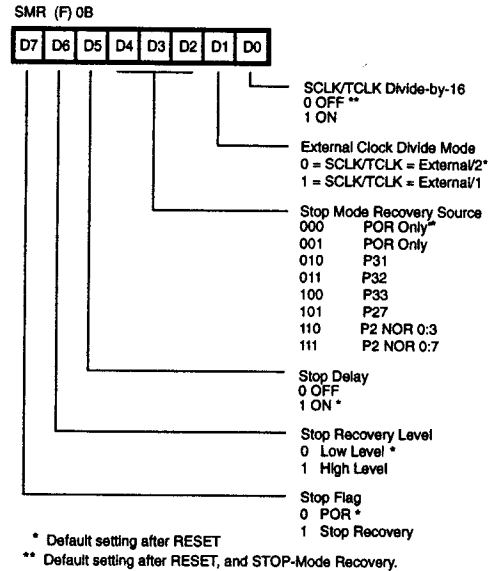 SMR (F) 0B
D7 D6 D5 D4 D3 D2 D1 D0
SCLK/TCLK Divide-by-16
0 OFF **
1 ON
External Clock Divide Mode
0 = SCLK/TCLK = External/2*
1 = SCLK/TCLK = External/1
Stop Mode Recovery Source
000 POR Only**
001 POR Only
010 P31
011 P32
100 P33
101 P27
110 P2 NOR 0:3
111 P2 NOR 0:7
Stop Delay
0 OFF
1 ON *
Stop Recovery Level
0 Low Level *
1 High Level
Stop Flag
0 POR *
1 Stop Recovery
* Default setting after RESET
** Default setting after RESET, and STOP-Mode Recovery.